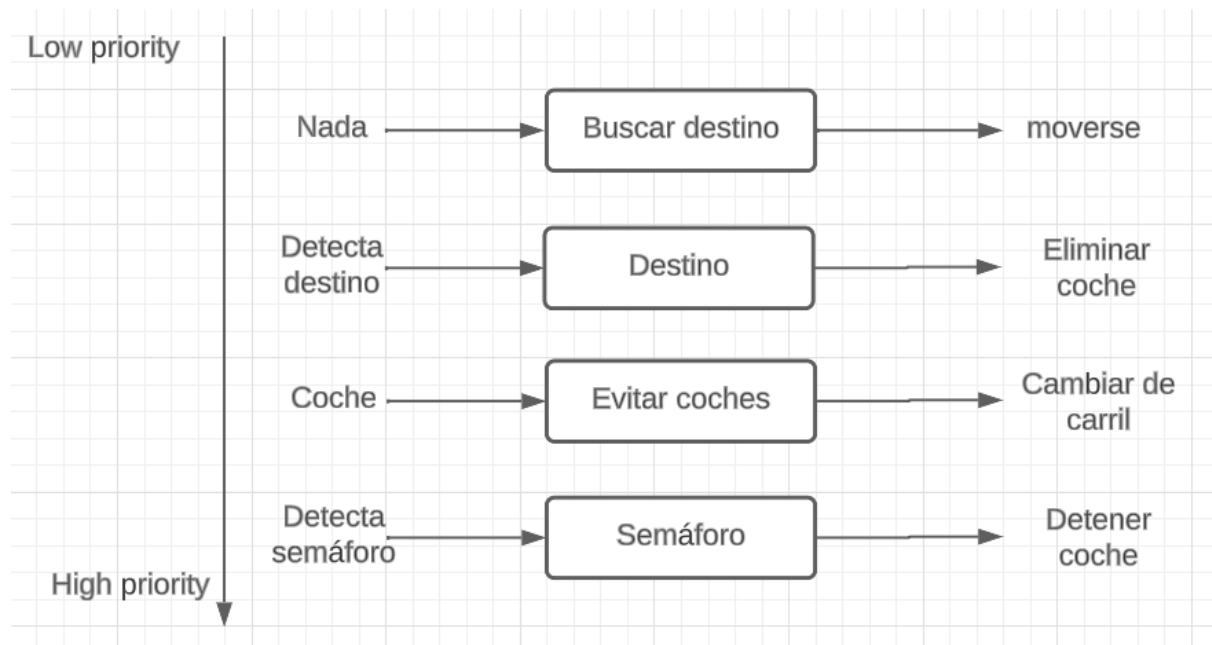 Low priority
Nada
Buscar destino
moverse
Detecta
destino
Destino
Eliminar
coche
Coche
Evitar coches
Cambiar de
carril
Detecta
semáforo
Semáforo
Detener
coche
High priority